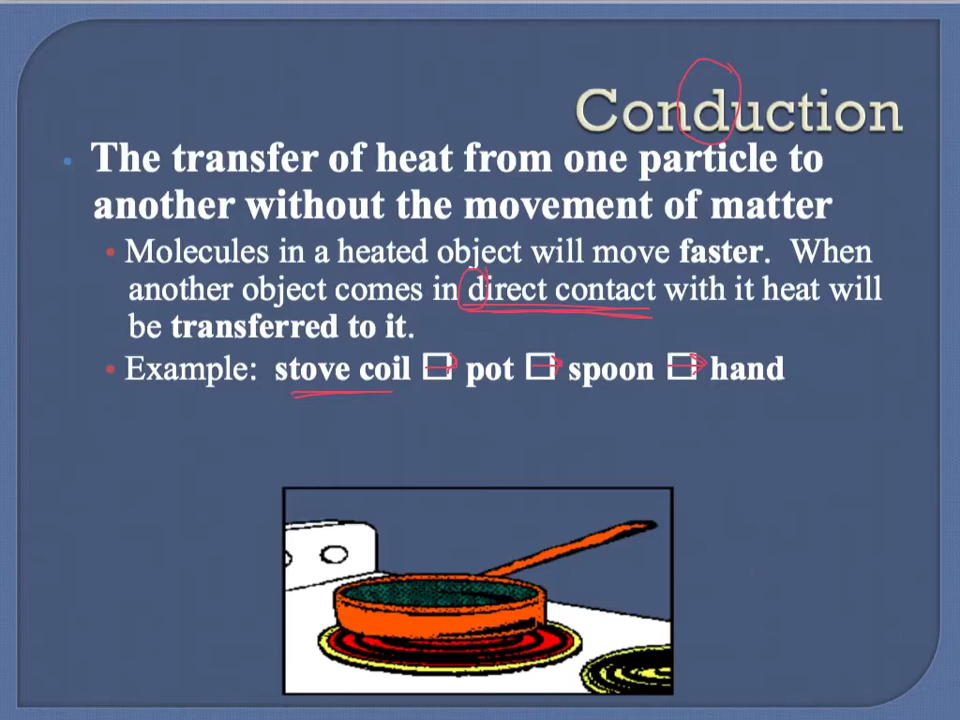 Conduction
• The transfer of heat from one particle to
another without the movement of matter
• Molecules in a heated object will move faster. When
another object comes in direct contact with it heat will
be transferred to it.
• Example: stove coil → pot → spoon → hand